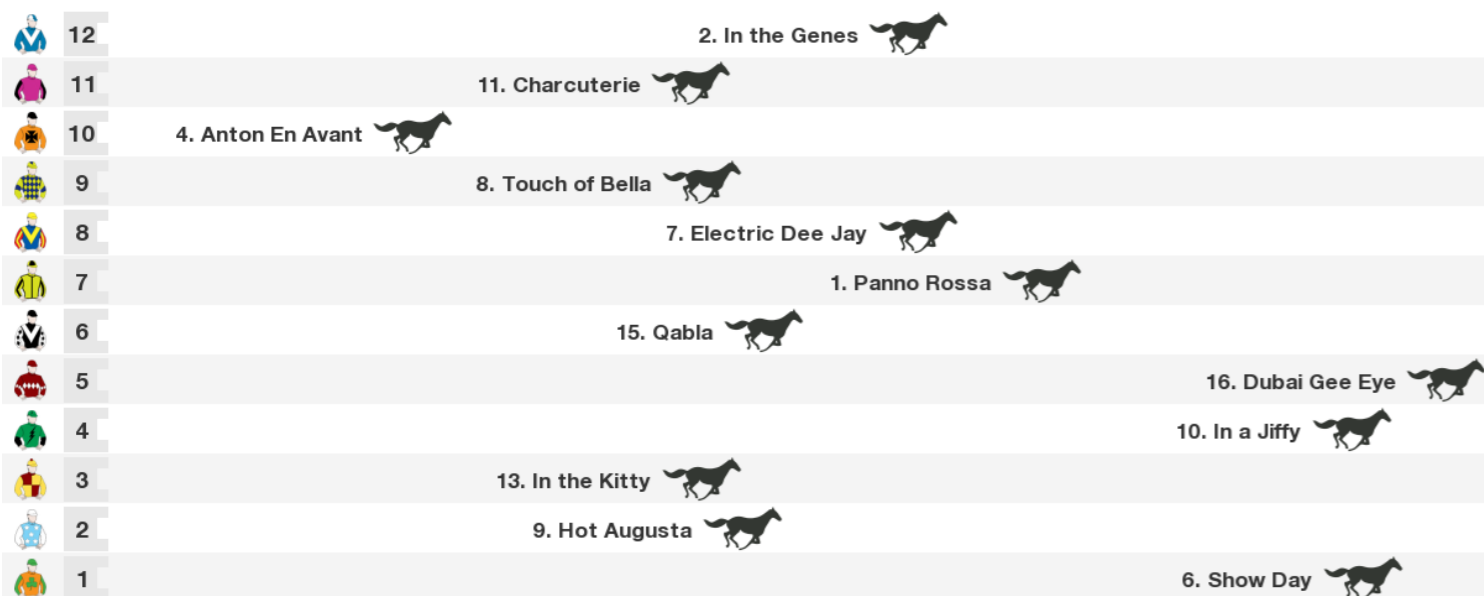 12 2. In the Genes
11 11. Charcuterie
10 4. Anton En Avant
9 8. Touch of Bella
8 7. Electric Dee Jay
7 1. Panno Rossa
6 15. Qabla
5 16. Dubai Gee Eye
4 10. In a Jiffy
3 13. In the Kitty
2 9. Hot Augusta
1 6. Show Day